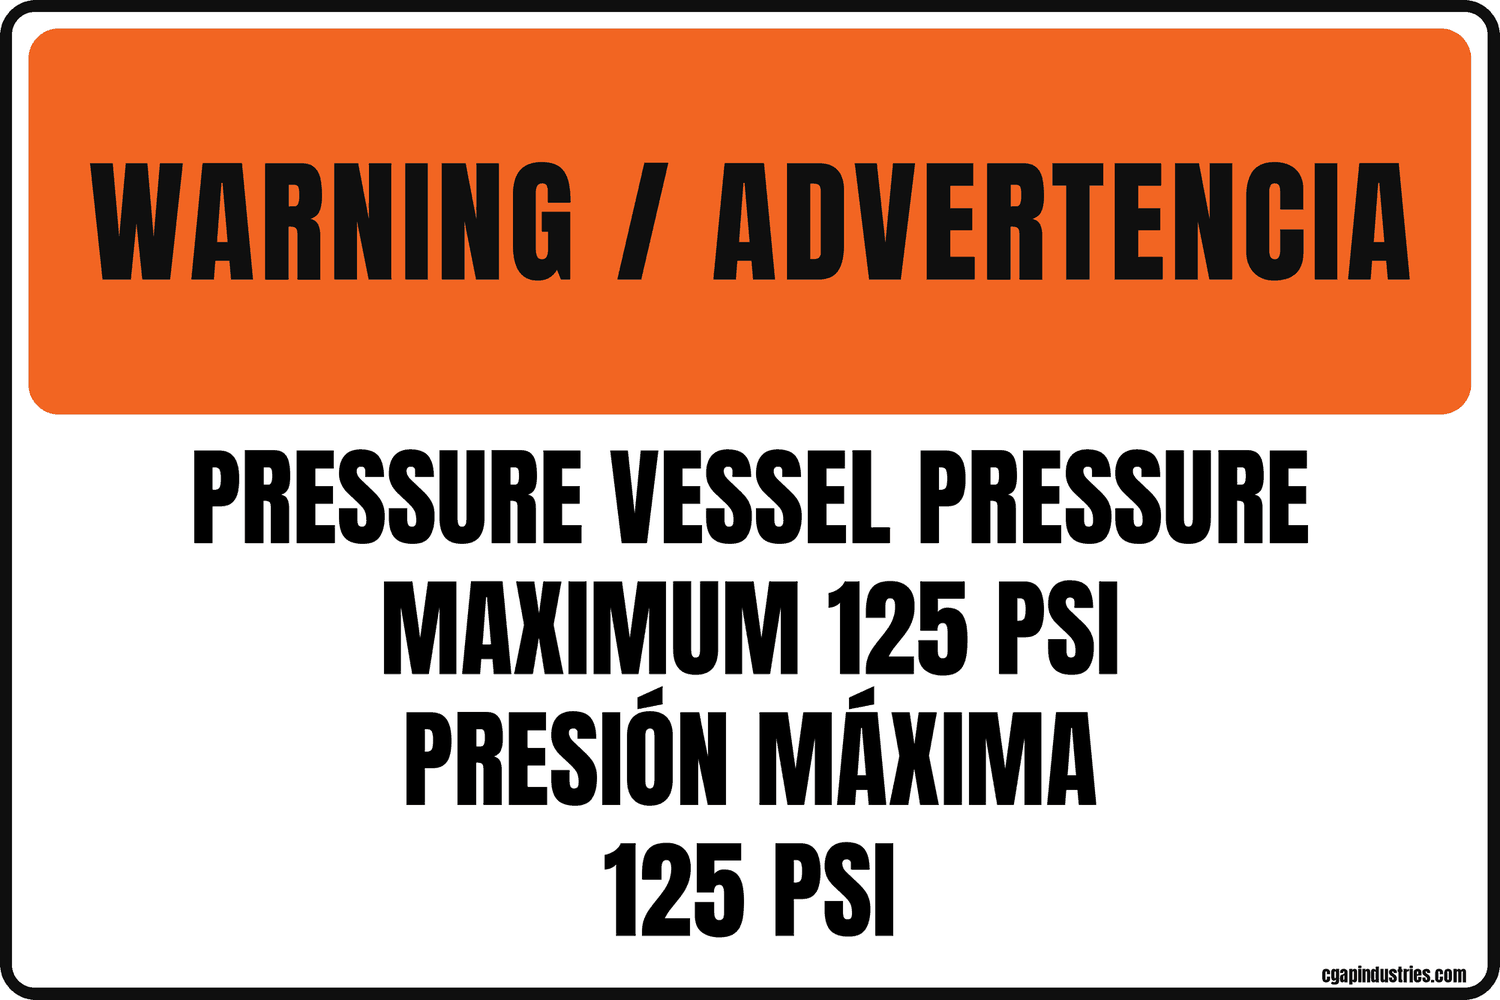 WARNING / ADVERTENCIA
PRESSURE VESSEL PRESSURE
MAXIMUM 125 PSI
PRESIÓN MÁXIMA
125 PSI
cgapindustries.com